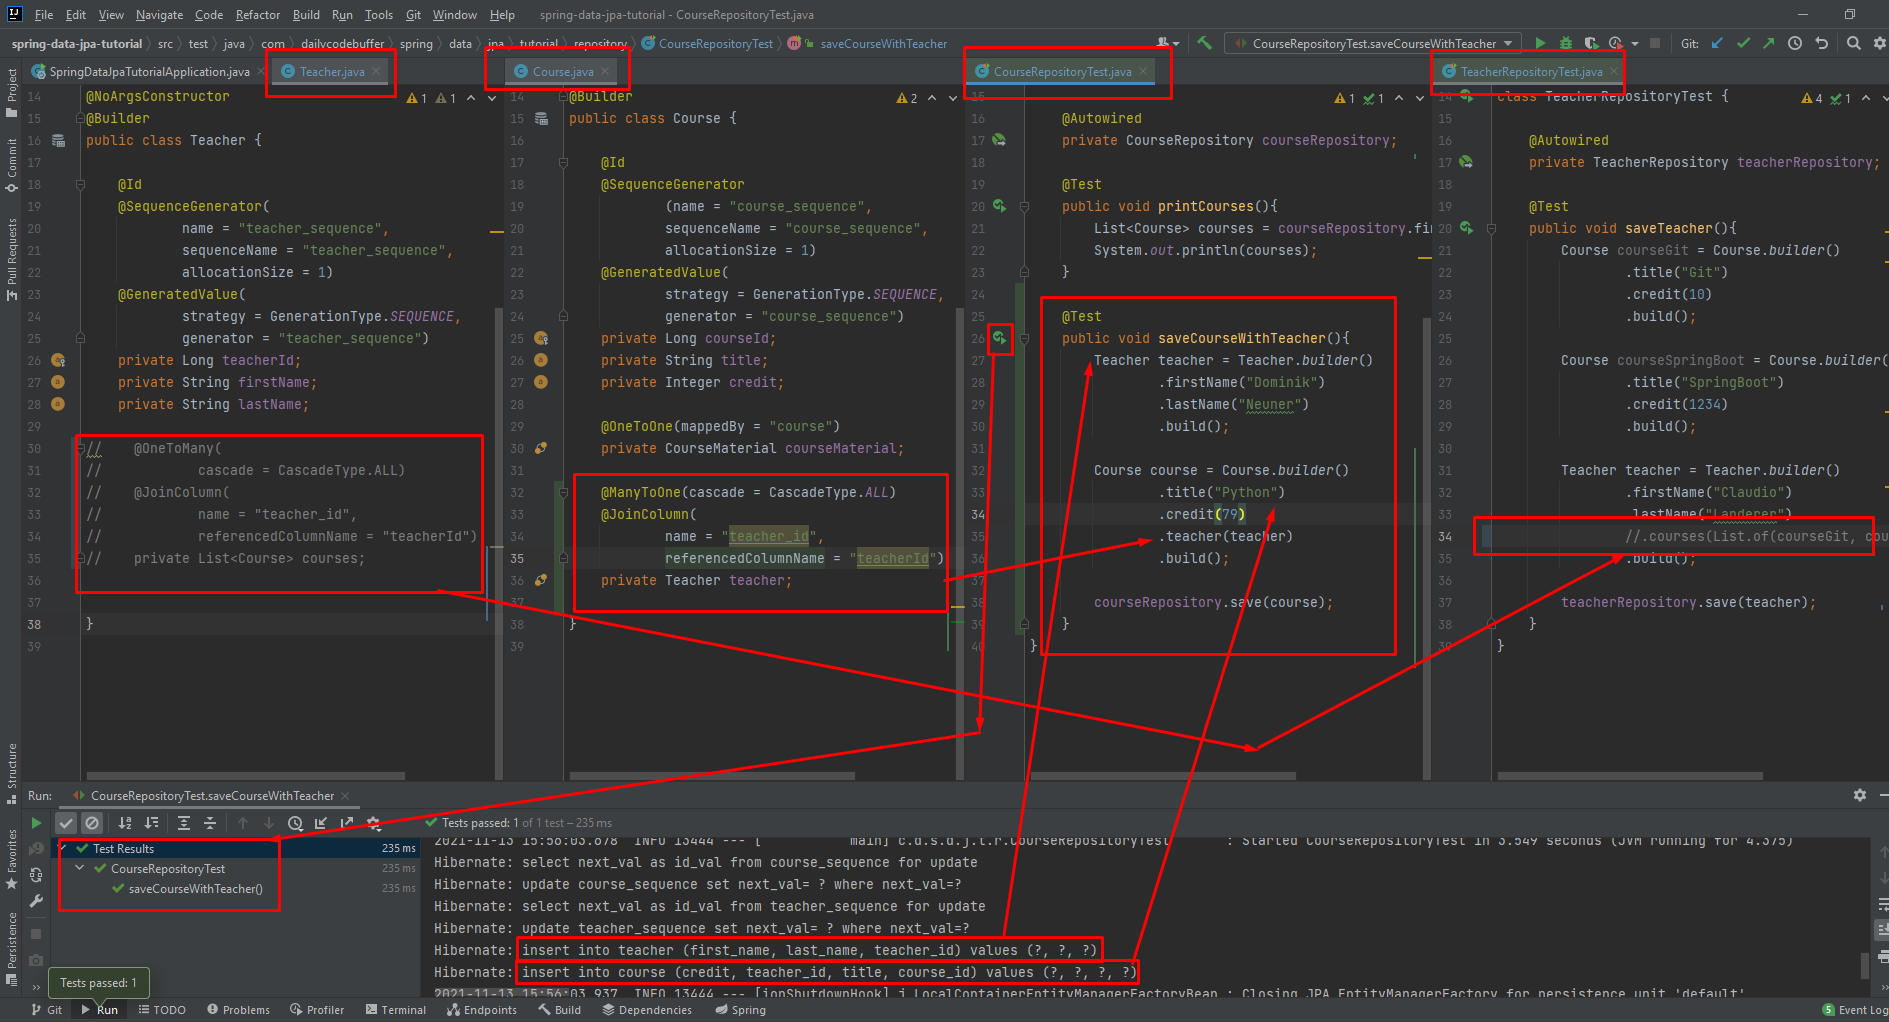 File Edit View Navigate Code Refactor Build Run Tools Git Window Help spring-data-jpa-tutorial - CourseRepositoryTest.java
spring-data-jpa-tutorial src test java com dailycodebuffer spring data jpa tutorial repository CourseRepositoryTest saveCourseWithTeacher CourseRepositoryTest.saveCourseWithTeacher Git:
Project
Commit
Pull Requests
Structure
Favorites
Persistence
SpringDataJpaTutorialApplication.java Teacher.java
1 1
14 @NoArgsConstructor
15 @Builder
16 public class Teacher {
17
18 @Id
19 @SequenceGenerator(
20 name = "teacher_sequence",
21 sequenceName = "teacher_sequence",
22 allocationSize = 1)
23 @GeneratedValue(
24 strategy = GenerationType.SEQUENCE,
25 generator = "teacher_sequence")
26 private Long teacherId;
27 private String firstName;
28 private String lastName;
29
30 // @OneToMany(
31 // cascade = CascadeType.ALL)
32 // @JoinColumn(
33 // name = "teacher_id",
34 // referencedColumnName = "teacherId")
35 // private List<Course> courses;
36
37
38 }
39
Course.java
2
14 @Builder
15 public class Course {
16
17 @Id
18 @SequenceGenerator
19 (name = "course_sequence",
20 sequenceName = "course_sequence",
21 allocationSize = 1)
22 @GeneratedValue(
23 strategy = GenerationType.SEQUENCE,
24 generator = "course_sequence")
25 private Long courseId;
26 private String title;
27 private Integer credit;
28
29 @OneToOne(mappedBy = "course")
30 private CourseMaterial courseMaterial;
31
32 @ManyToOne(cascade = CascadeType.ALL)
33 @JoinColumn(
34 name = "teacher_id",
35 referencedColumnName = "teacherId")
36 private Teacher teacher;
37
38 }
39
CourseRepositoryTest.java
1 1
15
16 @Autowired
17 private CourseRepository courseRepository;
18
19 @Test
20 public void printCourses(){
21 List<Course> courses = courseRepository.fi
22 System.out.println(courses);
23 }
24
25 @Test
26 public void saveCourseWithTeacher(){
27 Teacher teacher = Teacher.builder()
28 .firstName("Dominik")
29 .lastName("Neuner")
30 .build();
31
32 Course course = Course.builder()
33 .title("Python")
34 .credit(79)
35 .teacher(teacher)
36 .build();
37
38 courseRepository.save(course);
39 }
40 }
TeacherRepositoryTest.java
4 1
14 class TeacherRepositoryTest {
15
16 @Autowired
17 private TeacherRepository teacherRepository;
18
19 @Test
20 public void saveTeacher(){
21 Course courseGit = Course.builder()
22 .title("Git")
23 .credit(10)
24 .build();
25
26 Course courseSpringBoot = Course.builder(
27 .title("SpringBoot")
28 .credit(1234)
29 .build();
30
31 Teacher teacher = Teacher.builder()
32 .firstName("Claudio")
33 .lastName("Landerer")
34 //.courses(List.of(courseGit, cou
35 .build();
36
37 teacherRepository.save(teacher);
38 }
39 }
Run: CourseRepositoryTest.saveCourseWithTeacher
Tests passed: 1 of 1 test – 235 ms
Test Results 235 ms
CourseRepositoryTest 235 ms
saveCourseWithTeacher() 235 ms
2021-11-13 15:56:03.678 INFO 13444 --- [ main] c.d.s.d.j.t.r.CourseRepositoryTest : Started CourseRepositoryTest in 3.549 seconds (JVM running for 4.375)
Hibernate: select next_val as id_val from course_sequence for update
Hibernate: update course_sequence set next_val= ? where next_val=?
Hibernate: select next_val as id_val from teacher_sequence for update
Hibernate: update teacher_sequence set next_val= ? where next_val=?
Hibernate: insert into teacher (first_name, last_name, teacher_id) values (?, ?, ?)
Hibernate: insert into course (credit, teacher_id, title, course_id) values (?, ?, ?, ?)
2021-11-13 15:56:03.937 INFO 13444 --- [ionShutdownHook] j.LocalContainerEntityManagerFactoryBean : Closing JPA EntityManagerFactory for persistence unit 'default'
Tests passed: 1
Git Run TODO Problems Profiler Terminal Endpoints Build Dependencies Spring 5 Event Log